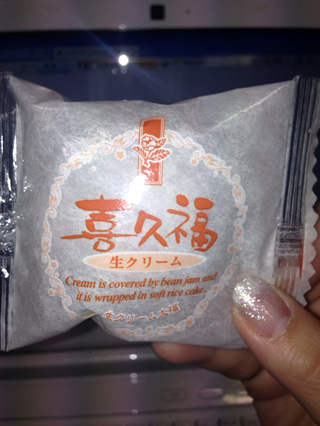 喜久福
生クリーム
Cream is covered by bean jam and
it is wrapped in soft rice cake.
生クリーム大福